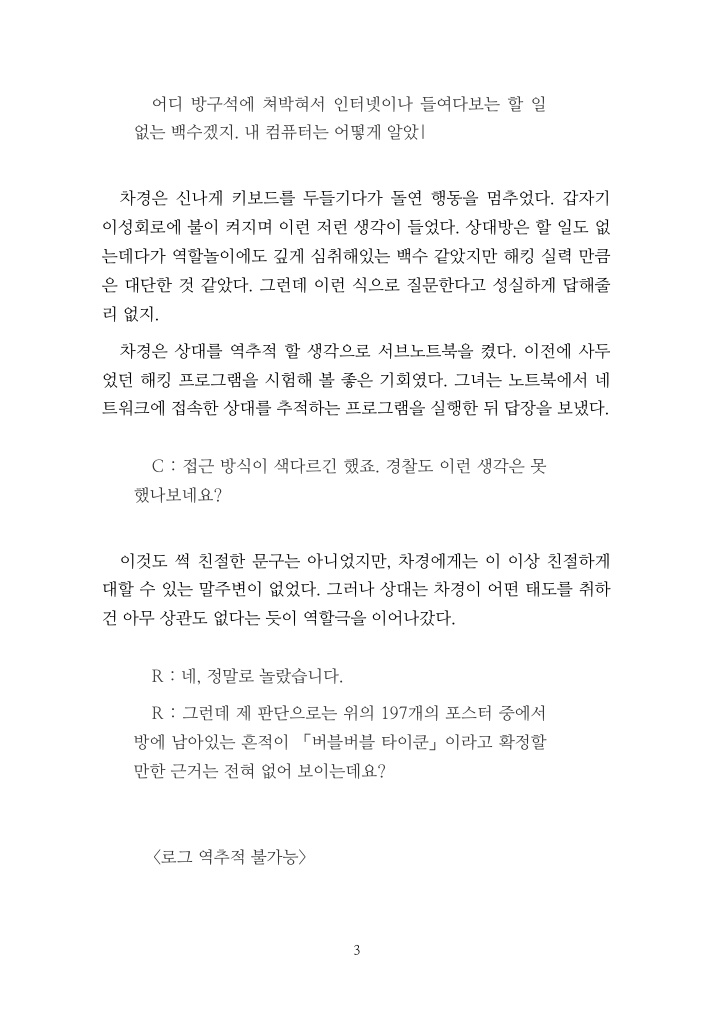 어디 방구석에 쳐박혀서 인터넷이나 들여다보는 할 일
없는 백수겠지. 내 컴퓨터는 어떻게 알았|
차경은 신나게 키보드를 두들기다가 돌연 행동을 멈추었다. 갑자기
이성회로에 불이 켜지며 이런 저런 생각이 들었다. 상대방은 할 일도 없
는데다가 역할놀이에도 깊게 심취해있는 백수 같았지만 해킹 실력 만큼
은 대단한 것 같았다. 그런데 이런 식으로 질문한다고 성실하게 답해줄
리 없지.
차경은 상대를 역추적 할 생각으로 서브노트북을 켰다. 이전에 사두
었던 해킹 프로그램을 시험해 볼 좋은 기회였다. 그녀는 노트북에서 네
트워크에 접속한 상대를 추적하는 프로그램을 실행한 뒤 답장을 보냈다.
C : 접근 방식이 색다르긴 했죠. 경찰도 이런 생각은 못
했나보네요?
이것도 썩 친절한 문구는 아니었지만, 차경에게는 이 이상 친절하게
대할 수 있는 말주변이 없었다. 그러나 상대는 차경이 어떤 태도를 취하
건 아무 상관도 없다는 듯이 역할극을 이어나갔다.
R : 네, 정말로 놀랐습니다.
R : 그런데 제 판단으로는 위의 197개의 포스터 중에서
방에 남아있는 흔적이 「버블버블 타이쿤」이라고 확정할
만한 근거는 전혀 없어 보이는데요?
〈로그 역추적 불가능〉
3